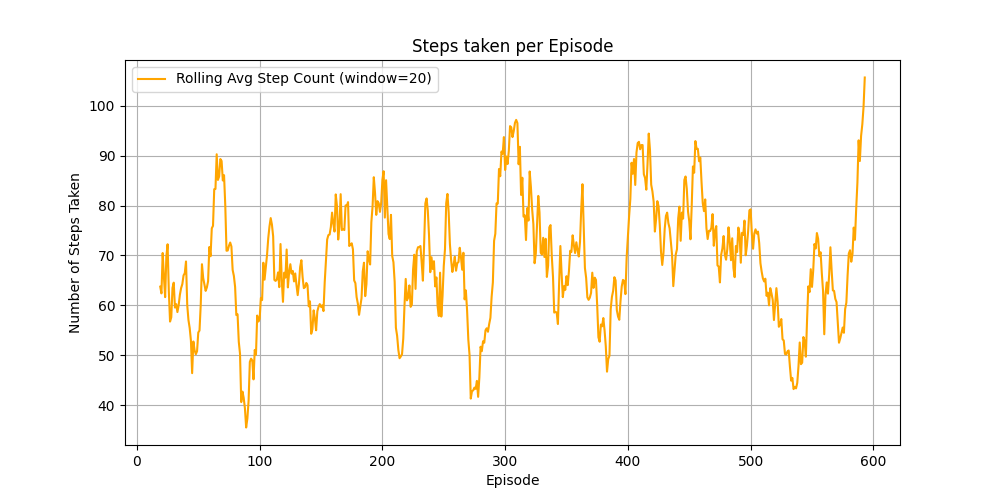 Steps taken per Episode
Rolling Avg Step Count (window=20)
Number of Steps Taken
100
90
80
70
60
50
40
0 100 200 300 400 500 600
Episode